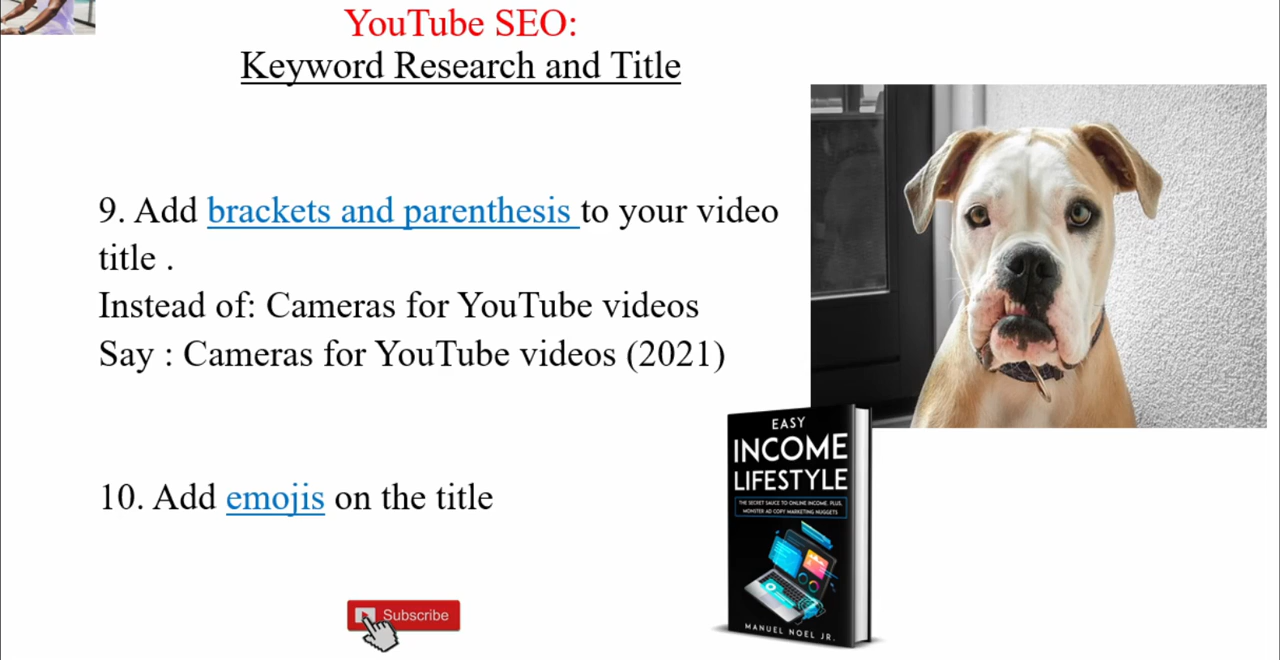 YouTube SEO:
Keyword Research and Title
9. Add brackets and parenthesis to your video
title .
Instead of: Cameras for YouTube videos
Say : Cameras for YouTube videos (2021)
10. Add emojis on the title
EASY
INCOME
LIFESTYLE
THE SECRET SAUCE TO ONLINE INCOME, PLUS,
MONSTER AD COPY MARKETING NUGGETS
MANUEL NOEL JR.
Subscribe